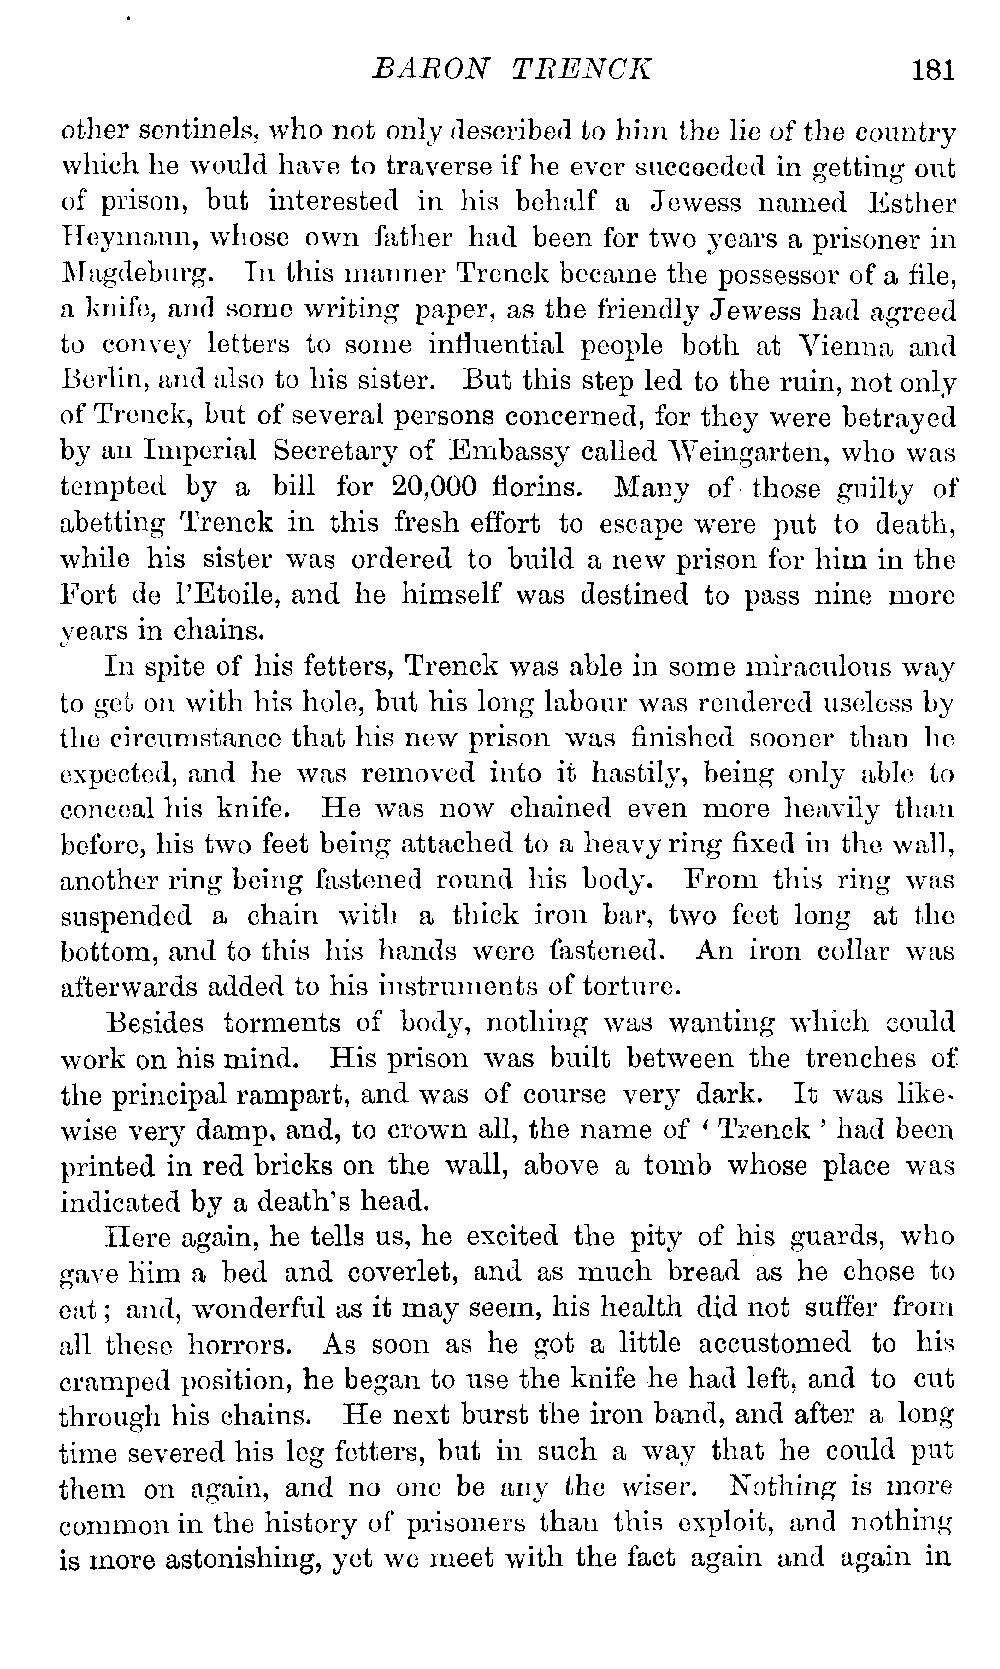 BARON TRENCK 181
other sentinels, who not only described to him the lie of the country
which he would have to traverse if he ever succeeded in getting out
of prison, but interested in his behalf a Jewess named Esther
Heymann, whose own father had been for two years a prisoner in
Magdeburg. In this manner Trenck became the possessor of a file,
a knife, and some writing paper, as the friendly Jewess had agreed
to convey letters to some influential people both at Vienna and
Berlin, and also to his sister. But this step led to the ruin, not only
of Trenck, but of several persons concerned, for they were betrayed
by an Imperial Secretary of Embassy called Weingarten, who was
tempted by a bill for 20,000 florins. Many of those guilty of
abetting Trenck in this fresh effort to escape were put to death,
while his sister was ordered to build a new prison for him in the
Fort de l'Etoile, and he himself was destined to pass nine more
years in chains.
In spite of his fetters, Trenck was able in some miraculous way
to get on with his hole, but his long labour was rendered useless by
the circumstance that his new prison was finished sooner than he
expected, and he was removed into it hastily, being only able to
conceal his knife. He was now chained even more heavily than
before, his two feet being attached to a heavy ring fixed in the wall,
another ring being fastened round his body. From this ring was
suspended a chain with a thick iron bar, two feet long at the
bottom, and to this his hands were fastened. An iron collar was
afterwards added to his instruments of torture.
Besides torments of body, nothing was wanting which could
work on his mind. His prison was built between the trenches of
the principal rampart, and was of course very dark. It was like-
wise very damp, and, to crown all, the name of ‘ Trenck ’ had been
printed in red bricks on the wall, above a tomb whose place was
indicated by a death's head.
Here again, he tells us, he excited the pity of his guards, who
gave him a bed and coverlet, and as much bread as he chose to
eat ; and, wonderful as it may seem, his health did not suffer from
all these horrors. As soon as he got a little accustomed to his
cramped position, he began to use the knife he had left, and to cut
through his chains. He next burst the iron band, and after a long
time severed his leg fetters, but in such a way that he could put
them on again, and no one be any the wiser. Nothing is more
common in the history of prisoners than this exploit, and nothing
is more astonishing, yet we meet with the fact again and again in